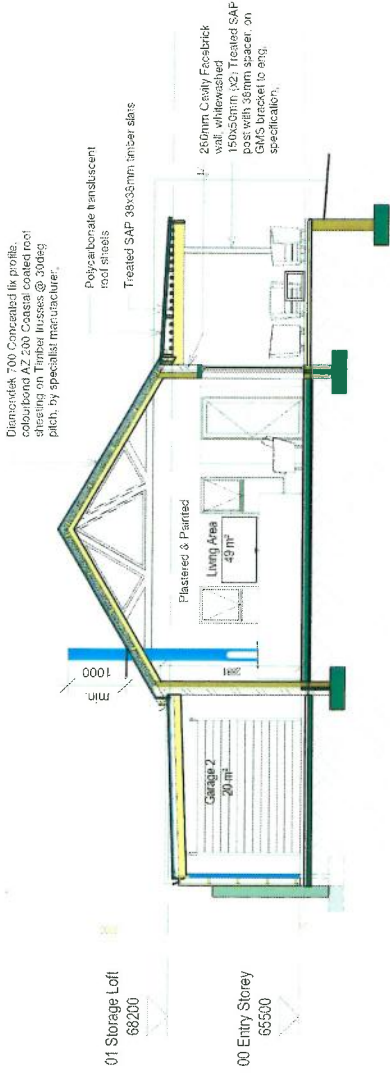 Diamondek 700 Concealed fix profile,
colourbond AZ 200 Coastal coated roof
sheeting on Timber trusses @ 30deg
pitch, by specialist manufacturer.
Polycarbonate transluscent
roof sheets
Treated SAP 38x38mm timber slats
260mm Cavity Facebrick
wall, whitewashed
150x50mm (x2) Treated SAP
post with 38mm spacer, on
GMS bracket to eng.
specification.
min. 1000
Plastered & Painted
Living Area
49 m²
Garage 2
20 m²
01 Storage Loft
68200
00 Entry Storey
65500